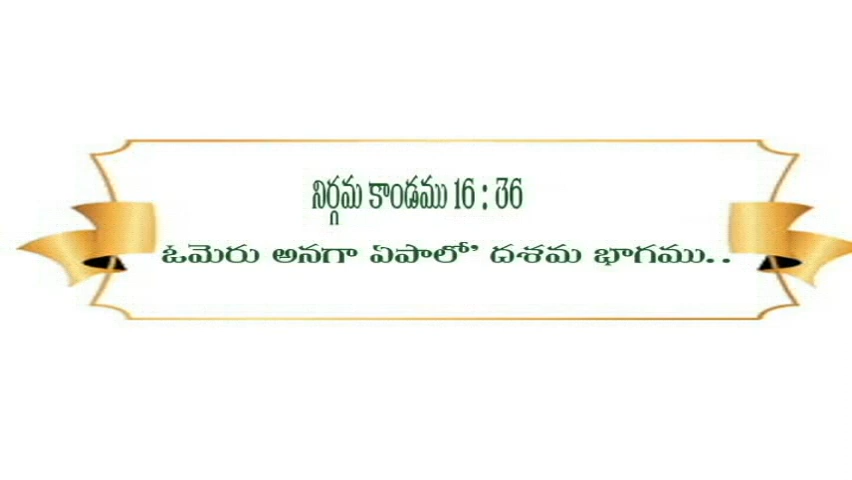 నిర్గమ కాండము 16 : 36
ఓమెరు అనగా ఏపాలో’ దశమ భాగము. .